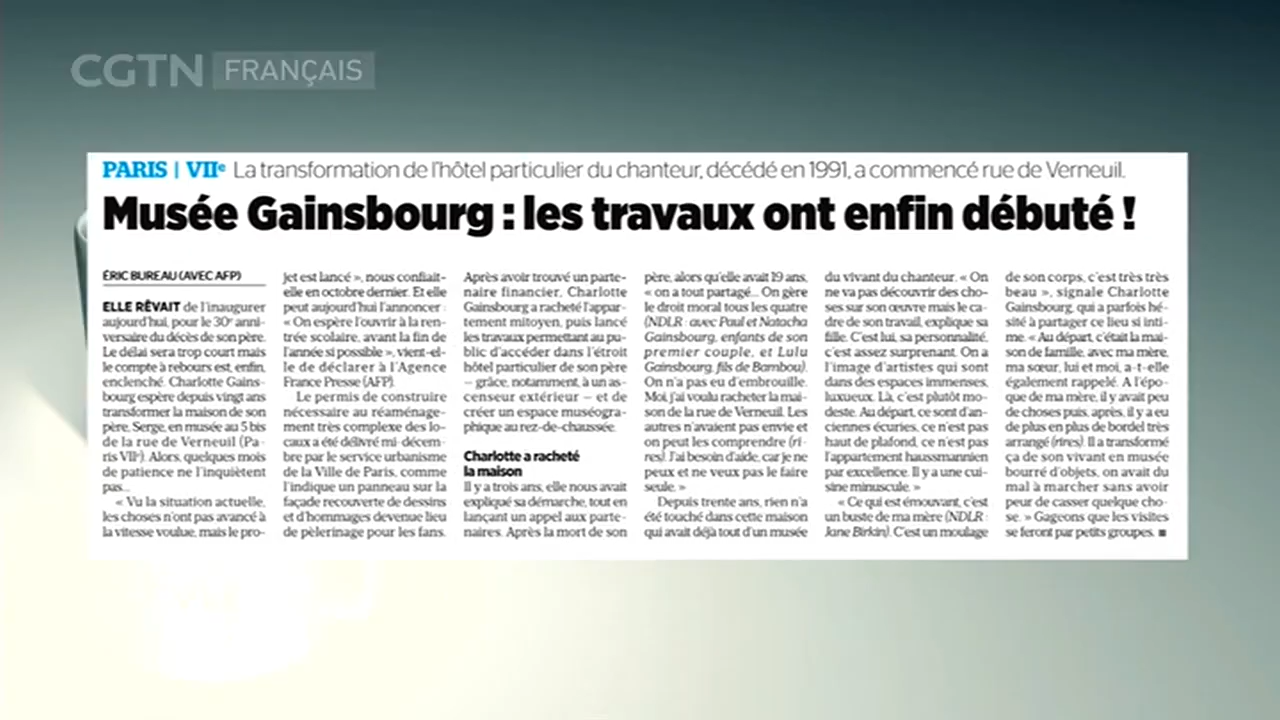 CGTN FRANÇAIS
PARIS | VIIe La transformation de l'hôtel particulier du chanteur, décédé en 1991, a commencé rue de Verneuil.
Musée Gainsbourg : les travaux ont enfin débuté !
ÉRIC BUREAU (AVEC AFP)
ELLE RÊVAIT de l'inaugurer
aujourd'hui, pour le 30e anni-
versaire du décès de son père.
Le délai sera trop court mais
le compte à rebours est, enfin,
enclenché. Charlotte Gains-
bourg espère depuis vingt ans
transformer la maison de son
père, Serge, en musée au 5 bis
de la rue de Verneuil (Pa-
ris VIIe). Alors, quelques mois
de patience ne l'inquiètent
pas...
« Vu la situation actuelle,
les choses n'ont pas avancé à
la vitesse voulue, mais le pro-
jet est lancé », nous confiait-
elle en octobre dernier. Et elle
peut aujourd'hui l'annoncer :
« On espère l'ouvrir à la ren-
trée scolaire, avant la fin de
l'année si possible », vient-el-
le de déclarer à l'Agence
France Presse (AFP).
Le permis de construire
nécessaire au réaménage-
ment très complexe des lo-
caux a été délivré mi-décem-
bre par le service urbanisme
de la Ville de Paris, comme
l'indique un panneau sur la
façade recouverte de dessins
et d'hommages devenue lieu
de pèlerinage pour les fans.
Après avoir trouvé un parte-
naire financier, Charlotte
Gainsbourg a racheté l'appar-
tement mitoyen, puis lancé
les travaux permettant au pu-
blic d'accéder dans l'étroit
hôtel particulier de son père
– grâce, notamment, à un as-
censeur extérieur – et de
créer un espace muséogra-
phique au rez-de-chaussée.
Charlotte a racheté
la maison
Il y a trois ans, elle nous avait
expliqué sa démarche, tout en
lançant un appel aux parte-
naires. Après la mort de son
père, alors qu'elle avait 19 ans,
« on a tout partagé... On gère
le droit moral tous les quatre
(NDLR : avec Paul et Natacha
Gainsbourg, enfants de son
premier couple, et Lulu
Gainsbourg, fils de Bambou).
On n'a pas eu d'embrouille.
Moi, j'ai voulu racheter la mai-
son de la rue de Verneuil. Les
autres n'avaient pas envie et
on peut les comprendre (ri-
res). J'ai besoin d'aide, car je ne
peux et ne veux pas le faire
seule. »
Depuis trente ans, rien n'a
été touché dans cette maison
qui avait déjà tout d'un musée
du vivant du chanteur. « On
ne va pas découvrir des cho-
ses sur son œuvre mais le ca-
dre de son travail, explique sa
fille. C'est lui, sa personnalité,
c'est assez surprenant. On a
l'image d'artistes qui sont
dans des espaces immenses,
luxueux. Là, c'est plutôt mo-
deste. Au départ, ce sont d'an-
ciennes écuries, ce n'est pas
haut de plafond, ce n'est pas
l'appartement haussmannien
par excellence. Il y a une cui-
sine minuscule. »
« Ce qui est émouvant, c'est
un buste de ma mère (NDLR :
Jane Birkin). C'est un moulage
de son corps, c'est très très
beau », signale Charlotte
Gainsbourg, qui a parfois hé-
sité à partager ce lieu si inti-
me. « Au départ, c'était la mai-
son de famille, avec ma mère,
ma sœur, lui et moi, a-t-elle
également rappelé. A l'épo-
que de ma mère, il y avait peu
de choses puis, après, il y a eu
de plus en plus de bordel très
arrangé (rires). Il a transformé
ça de son vivant en musée
bourré d'objets, on avait du
mal à marcher sans avoir
peur de casser quelque cho-
se. » Gageons que les visites
se feront par petits groupes. ■